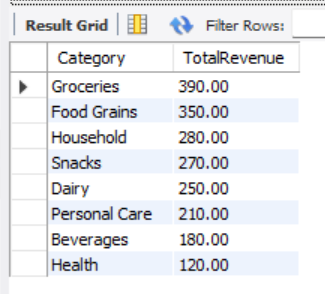 Result Grid Filter Rows:
Category TotalRevenue
Groceries 390.00
Food Grains 350.00
Household 280.00
Snacks 270.00
Dairy 250.00
Personal Care 210.00
Beverages 180.00
Health 120.00